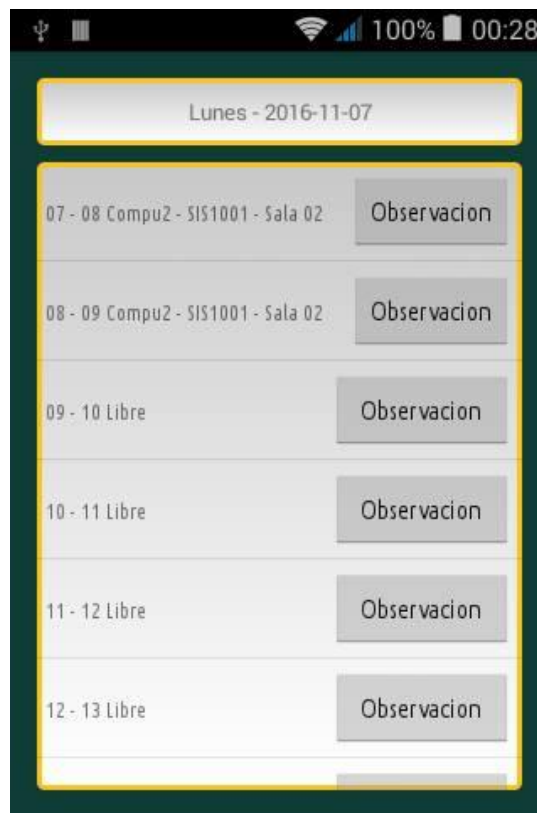 100% 00:28
Lunes - 2016-11-07
07 - 08 Compu2 - SIS1001 - Sala 02 Observacion
08 - 09 Compu2 - SIS1001 - Sala 02 Observacion
09 - 10 Libre Observacion
10 - 11 Libre Observacion
11 - 12 Libre Observacion
12 - 13 Libre Observacion